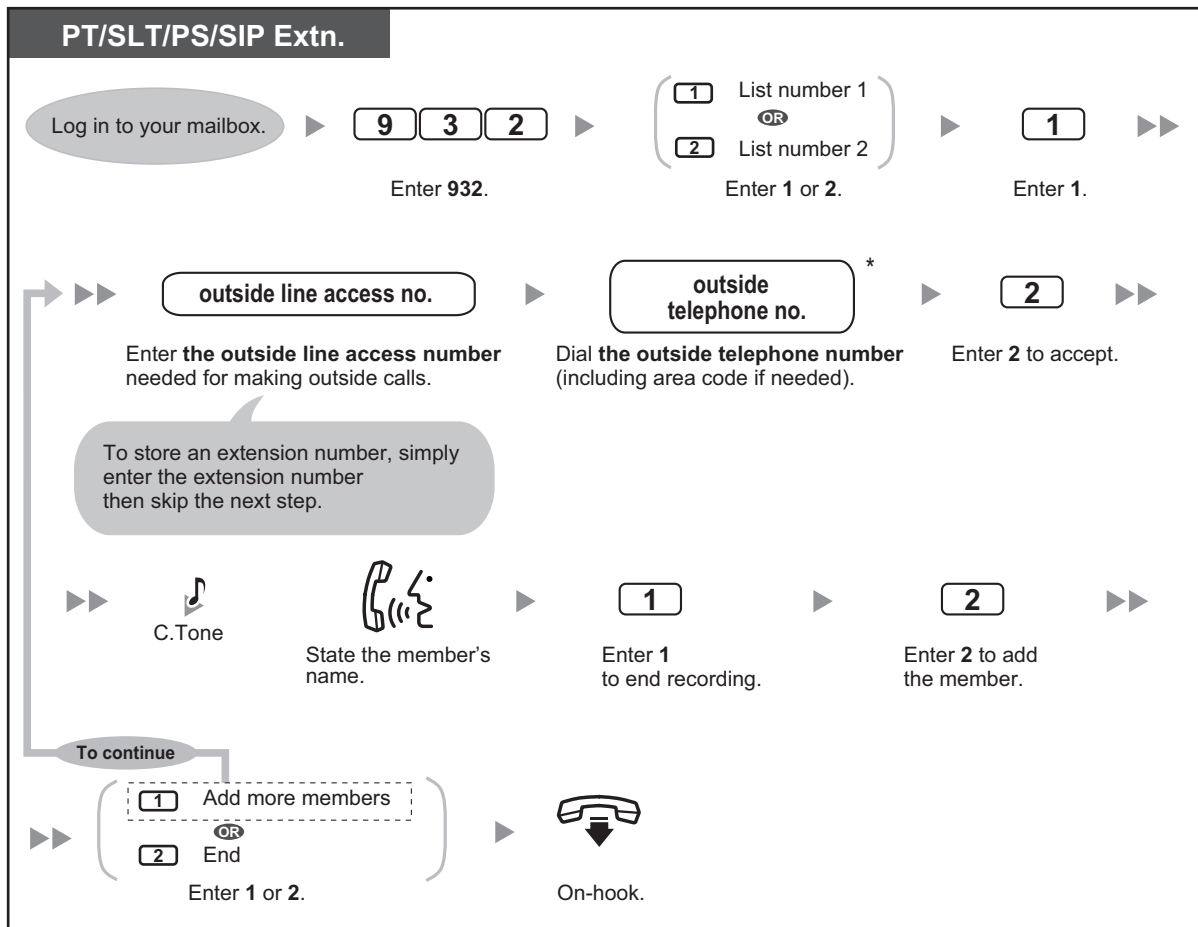 PT/SLT/PS/SIP Extn.
Log in to your mailbox.
9 3 2
Enter 932.
1 List number 1
OR
2 List number 2
Enter 1 or 2.
1
Enter 1.
outside line access no.
Enter the outside line access number
needed for making outside calls.
To store an extension number, simply
enter the extension number
then skip the next step.
outside
telephone no.
*
Dial the outside telephone number
(including area code if needed).
2
Enter 2 to accept.
C.Tone
State the member's
name.
1
Enter 1
to end recording.
2
Enter 2 to add
the member.
To continue
1 Add more members
OR
2 End
Enter 1 or 2.
On-hook.